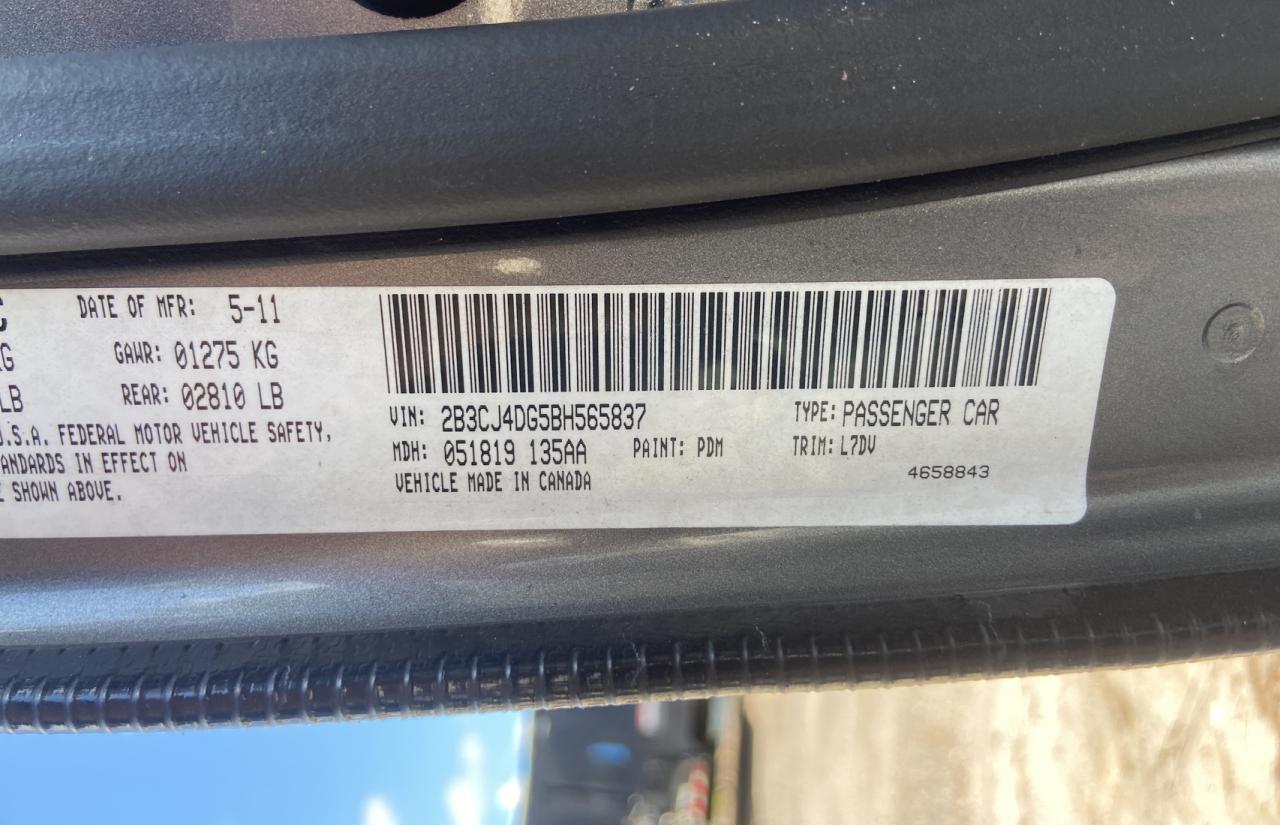 C DATE OF MFR: 5-11
KG GAWR: 01275 KG
LB REAR: 02810 LB
U.S.A. FEDERAL MOTOR VEHICLE SAFETY,
ANDARDS IN EFFECT ON
E SHOWN ABOVE.
VIN: 2B3CJ4DG5BH565837 TYPE: PASSENGER CAR
MDH: 051819 135AA PAINT: PDM TRIM: L7DV
VEHICLE MADE IN CANADA 4658843